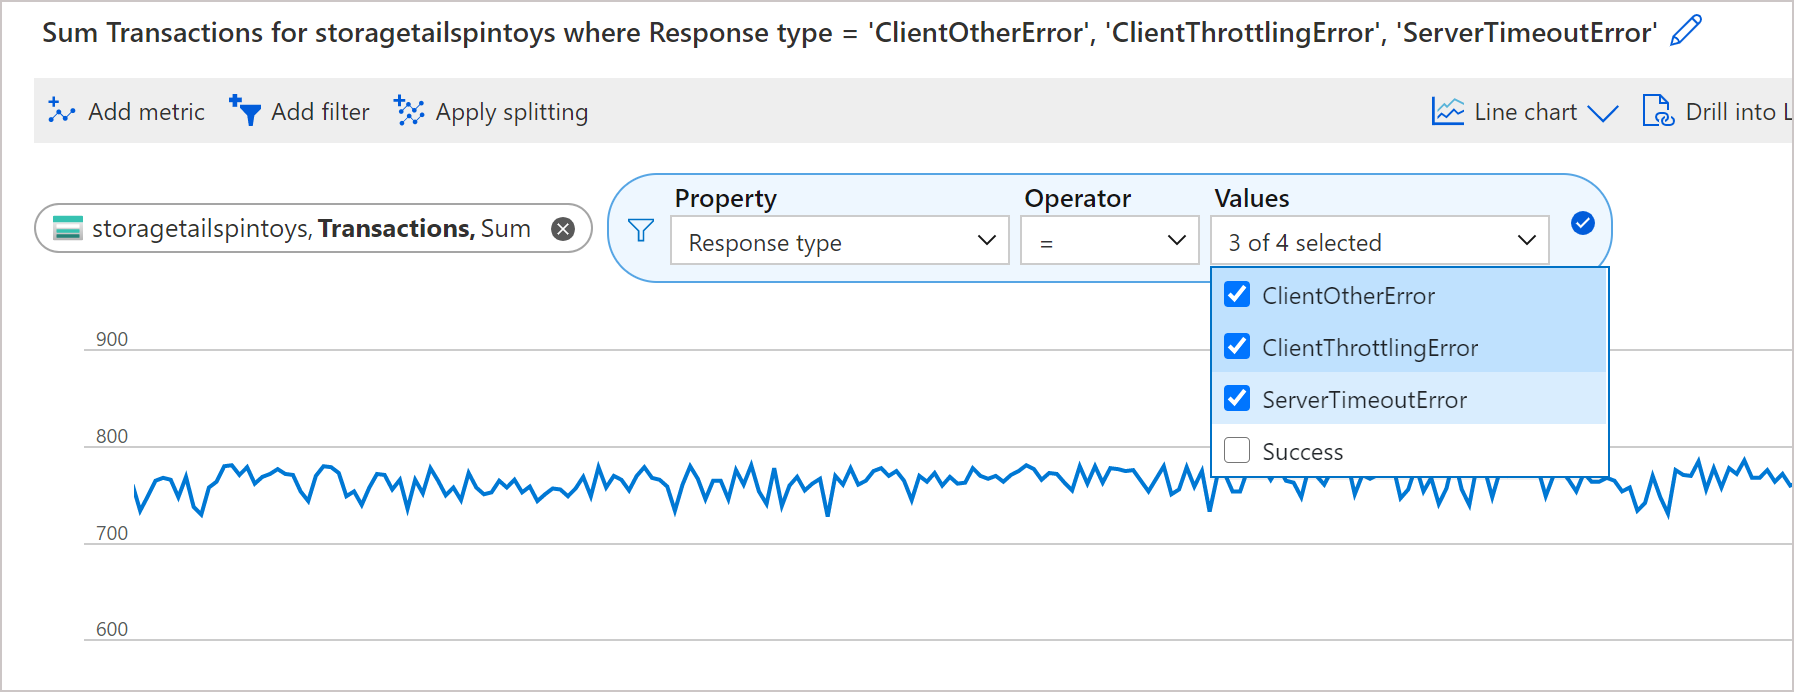 Sum Transactions for storagetailspintoys where Response type = 'ClientOtherError', 'ClientThrottlingError', 'ServerTimeoutError'
Add metric Add filter Apply splitting Line chart Drill into L
Property Operator Values
storagetailspintoys, Transactions, Sum
Response type = 3 of 4 selected
ClientOtherError
ClientThrottlingError
ServerTimeoutError
Success
900
800
700
600